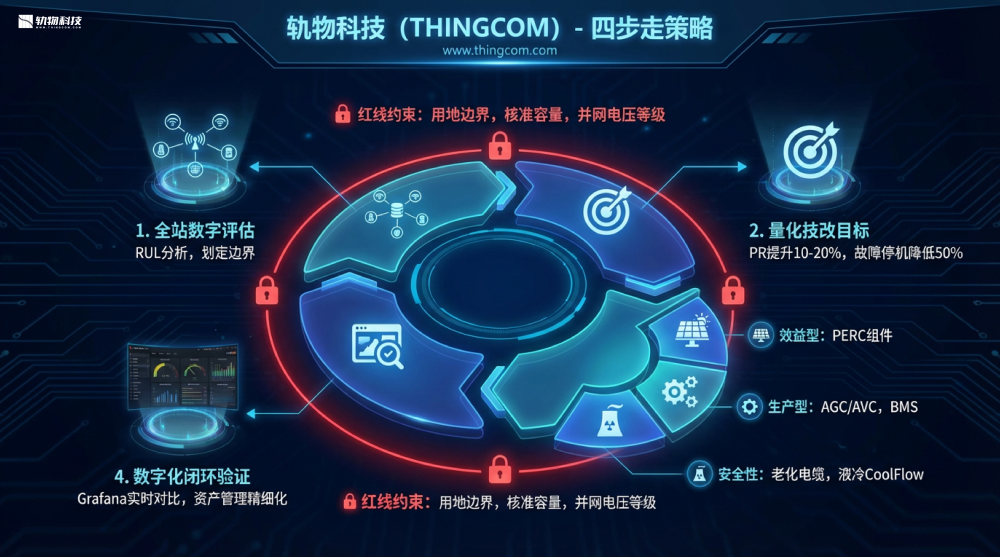 轨物科技
WWW.THINGCOM.COM
轨物科技（THINGCOM）- 四步走策略
www.thingcom.com
红线约束：用地边界，核准容量，并网电压等级
1. 全站数字评估
RUL分析，划定边界
2. 量化技改目标
PR提升10-20%，故障停机降低50%
效益型：PERC组件
生产型：AGC/AVC，BMS
安全性：老化电缆，液冷CoolFlow
4. 数字化闭环验证
Grafana实时对比，资产管理精细化
红线约束：用地边界，核准容量，并网电压等级